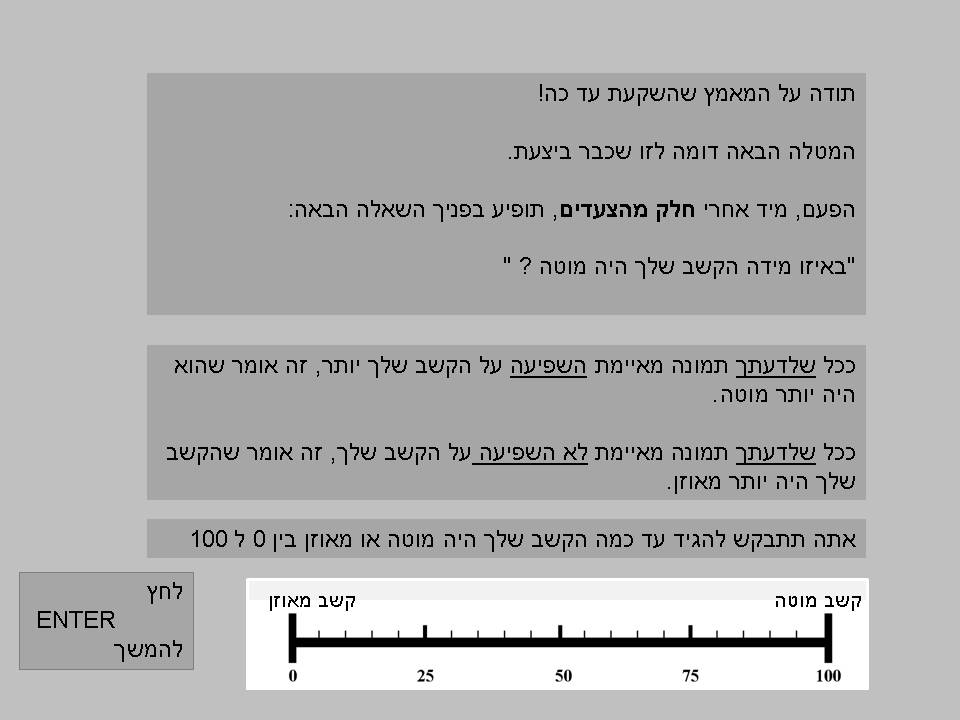 תודה על המאמץ שהשקעת עד כה!
המטלה הבאה דומה לזו שכבר ביצעת.
הפעם, מיד אחרי חלק מהצעדים, תופיע בפניך השאלה הבאה:
"באיזו מידה הקשב שלך היה מוטה ? "
ככל שלדעתך תמונה מאיימת השפיעה על הקשב שלך יותר, זה אומר שהוא
היה יותר מוטה.
ככל שלדעתך תמונה מאיימת לא השפיעה על הקשב שלך, זה אומר שהקשב
שלך היה יותר מאוזן.
אתה תתבקש להגיד עד כמה הקשב שלך היה מוטה או מאוזן בין 0 ל 100
לחץ
ENTER
להמשך
קשב מוטה
קשב מאוזן
0 25 50 75 100